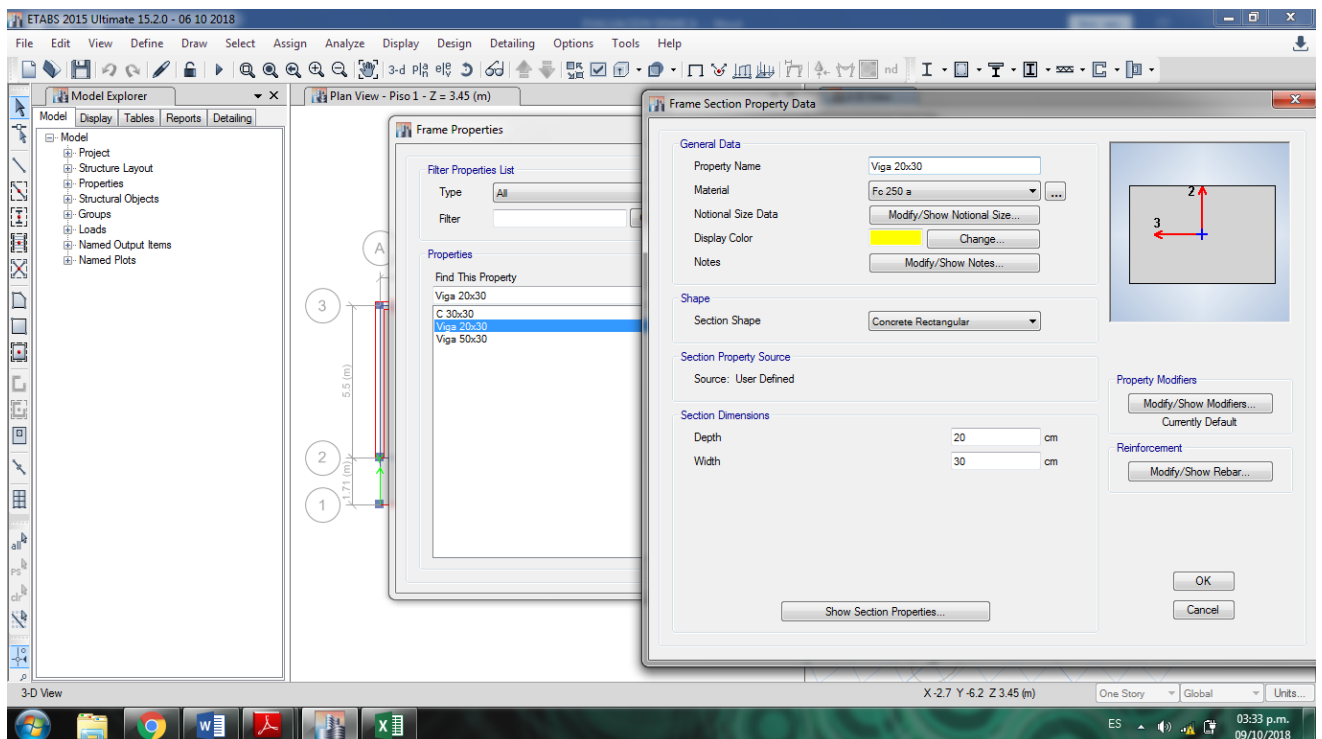 ETABS 2015 Ultimate 15.2.0 - 06 10 2018
File Edit View Define Draw Select Assign Analyze Display Design Detailing Options Tools Help
3-d nd
Model Explorer
Plan View - Piso 1 - Z = 3.45 (m)
Model Display Tables Reports Detailing
Model
Project
Structure Layout
Properties
Structural Objects
Groups
Loads
Named Output Items
Named Plots
A
3
5.5 (m)
2
1.71 (m)
1
Frame Properties
Filter Properties List
Type All
Filter
Properties
Find This Property
Viga 20x30
C 30x30
Viga 20x30
Viga 50x30
Frame Section Property Data
General Data
Property Name Viga 20x30
Material Fc 250 a ...
Notional Size Data Modify/Show Notional Size...
Display Color Change...
Notes Modify/Show Notes...
Shape
Section Shape Concrete Rectangular
Section Property Source
Source: User Defined
Section Dimensions
Depth 20 cm
Width 30 cm
Show Section Properties...
2
3
Property Modifiers
Modify/Show Modifiers...
Currently Default
Reinforcement
Modify/Show Rebar...
OK
Cancel
all
PS
clr
3-D View
X -2.7 Y -6.2 Z 3.45 (m)
One Story Global Units...
ES
03:33 p.m.
09/10/2018